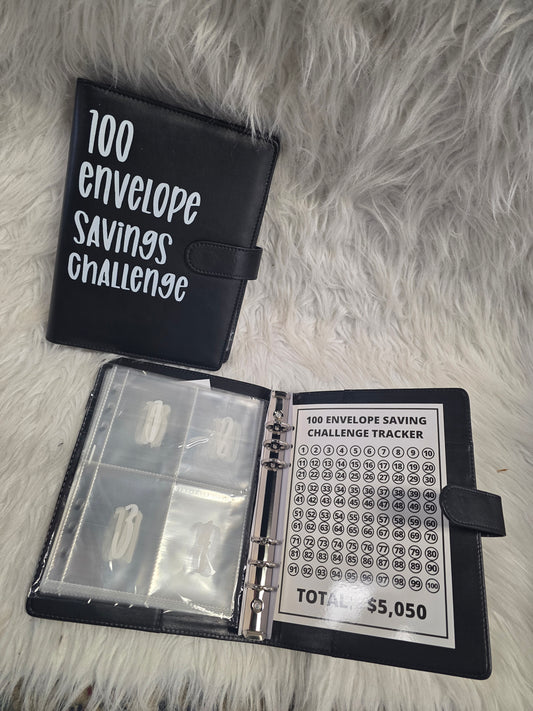 100
envelope
savings
challenge
100 ENVELOPE SAVING
CHALLENGE TRACKER
1 2 3 4 5 6 7 8 9 10
11 12 13 14 15 16 17 18 19 20
21 22 23 24 25 26 27 28 29 30
31 32 33 34 35 36 37 38 39 40
41 42 43 44 45 46 47 48 49 50
51 52 53 54 55 56 57 58 59 60
61 62 63 64 65 66 67 68 69 70
71 72 73 74 75 76 77 78 79 80
81 82 83 84 85 86 87 88 89 90
91 92 93 94 95 96 97 98 99 100
TOTAL: $5,050